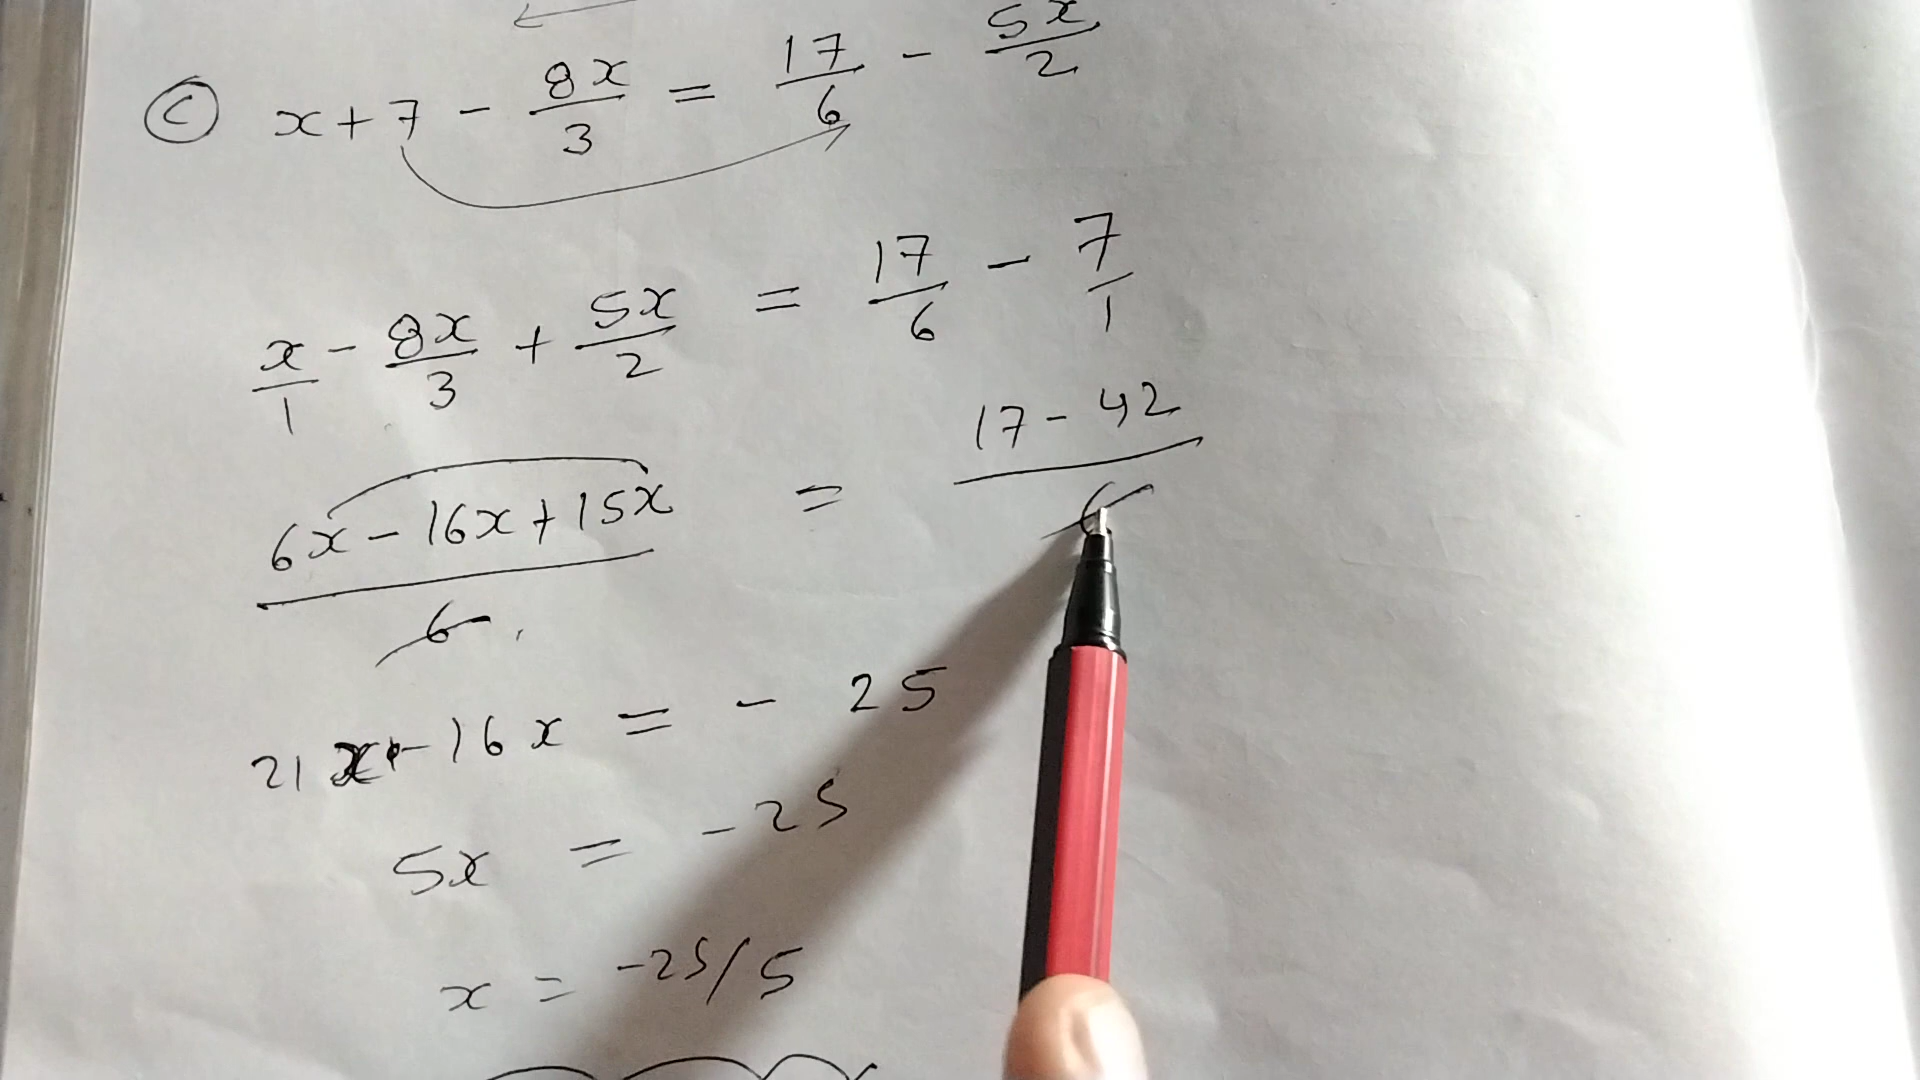 (c) x + 7 - 8x/3 = 17/6 - 5x/2
x/1 - 8x/3 + 5x/2 = 17/6 - 7/1
(6x - 16x + 15x)/6 = (17 - 42)/6
21x - 16x = - 25
5x = - 25
x = -25/5